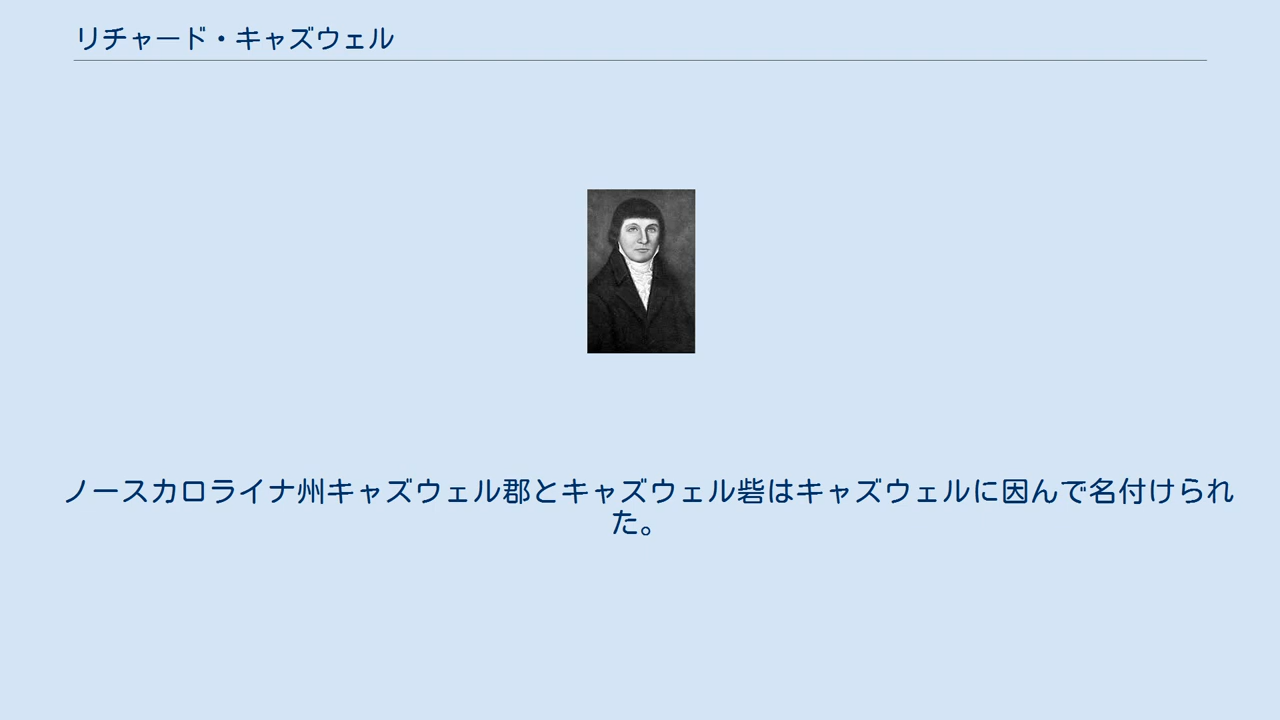 リチャード・キャズウェル
ノースカロライナ州キャズウェル郡とキャズウェル砦はキャズウェルに因んで名付けられ
た。